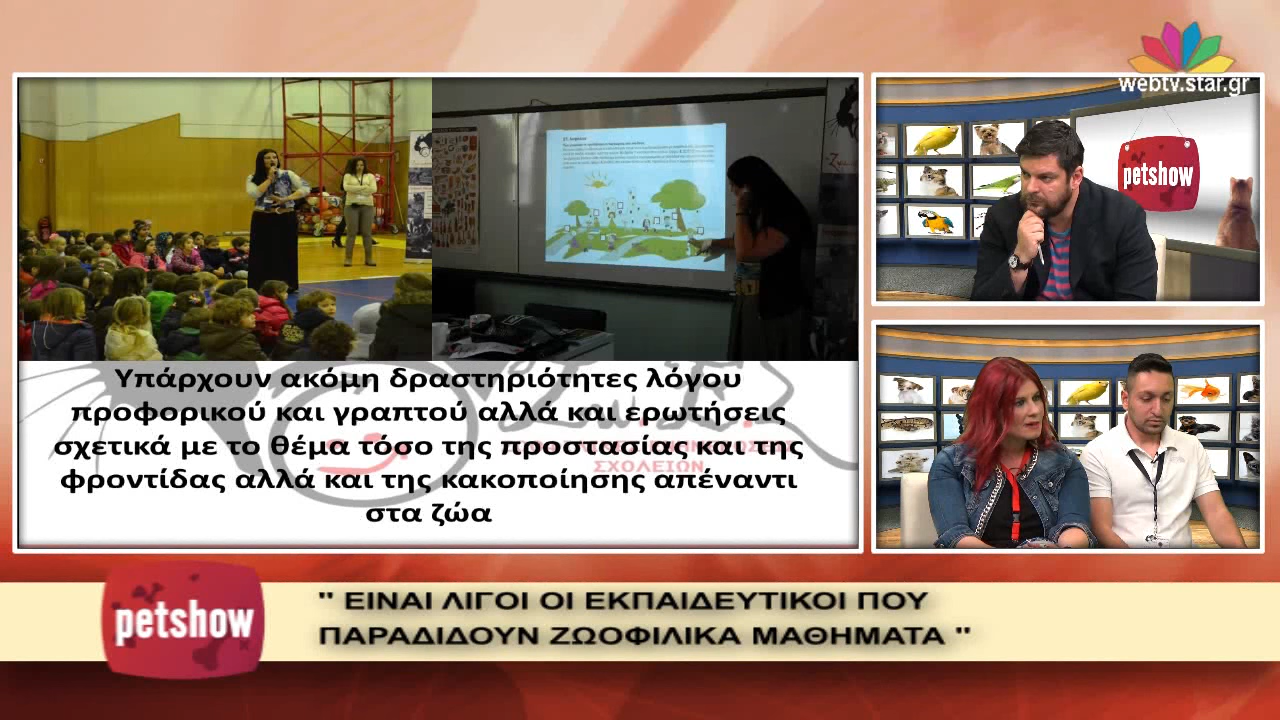 webtv.star.gr
petshow
Υπάρχουν ακόμη δραστηριότητες λόγου
προφορικού και γραπτού αλλά και ερωτήσεις
σχετικά με το θέμα τόσο της προστασίας και της
φροντίδας αλλά και της κακοποίησης απέναντι
στα ζώα
ΣΧΟΛΕΙΩΝ
petshow
" ΕΙΝΑΙ ΛΙΓΟΙ ΟΙ ΕΚΠΑΙΔΕΥΤΙΚΟΙ ΠΟΥ
ΠΑΡΑΔΙΔΟΥΝ ΖΩΟΦΙΛΙΚΑ ΜΑΘΗΜΑΤΑ "